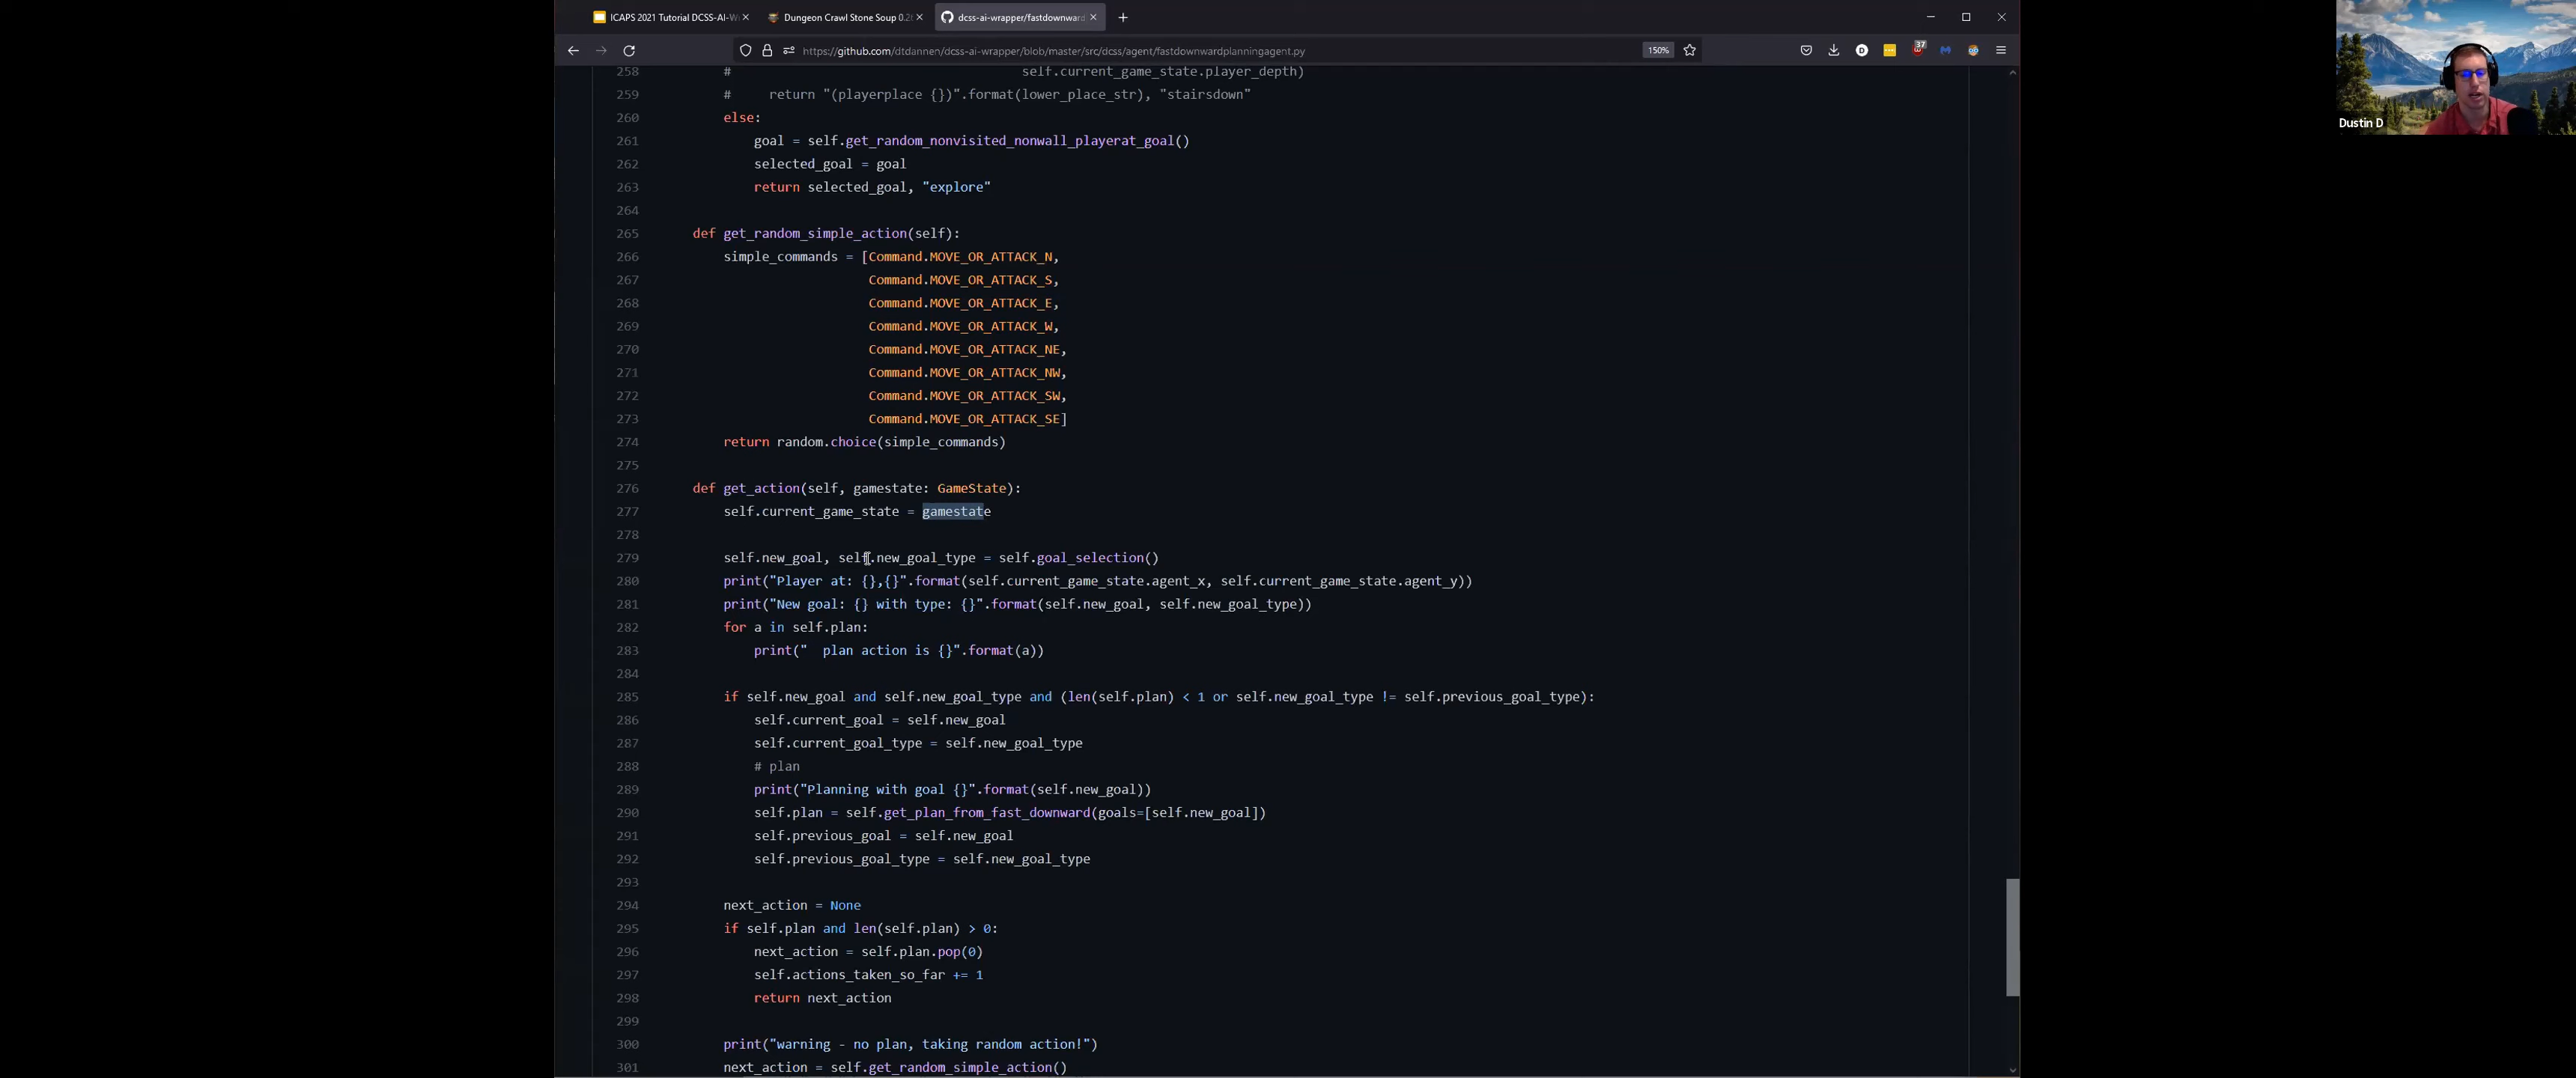 ICAPS 2021 Tutorial DCSS-AI-W
Dungeon Crawl Stone Soup 0.26
dcss-ai-wrapper/fastdownward
https://github.com/dtdannen/dcss-ai-wrapper/blob/master/src/dcss/agent/fastdownwardplanningagent.py
150%
37
Dustin D
258 # self.current_game_state.player_depth)
259 # return "(playerplace {})".format(lower_place_str), "stairsdown"
260 else:
261 goal = self.get_random_nonvisited_nonwall_playerat_goal()
262 selected_goal = goal
263 return selected_goal, "explore"
264
265 def get_random_simple_action(self):
266 simple_commands = [Command.MOVE_OR_ATTACK_N,
267 Command.MOVE_OR_ATTACK_S,
268 Command.MOVE_OR_ATTACK_E,
269 Command.MOVE_OR_ATTACK_W,
270 Command.MOVE_OR_ATTACK_NE,
271 Command.MOVE_OR_ATTACK_NW,
272 Command.MOVE_OR_ATTACK_SW,
273 Command.MOVE_OR_ATTACK_SE]
274 return random.choice(simple_commands)
275
276 def get_action(self, gamestate: GameState):
277 self.current_game_state = gamestate
278
279 self.new_goal, self.new_goal_type = self.goal_selection()
280 print("Player at: {},{}".format(self.current_game_state.agent_x, self.current_game_state.agent_y))
281 print("New goal: {} with type: {}".format(self.new_goal, self.new_goal_type))
282 for a in self.plan:
283 print("  plan action is {}".format(a))
284
285 if self.new_goal and self.new_goal_type and (len(self.plan) < 1 or self.new_goal_type != self.previous_goal_type):
286 self.current_goal = self.new_goal
287 self.current_goal_type = self.new_goal_type
288 # plan
289 print("Planning with goal {}".format(self.new_goal))
290 self.plan = self.get_plan_from_fast_downward(goals=[self.new_goal])
291 self.previous_goal = self.new_goal
292 self.previous_goal_type = self.new_goal_type
293
294 next_action = None
295 if self.plan and len(self.plan) > 0:
296 next_action = self.plan.pop(0)
297 self.actions_taken_so_far += 1
298 return next_action
299
300 print("warning - no plan, taking random action!")
301 next_action = self.get_random_simple_action()